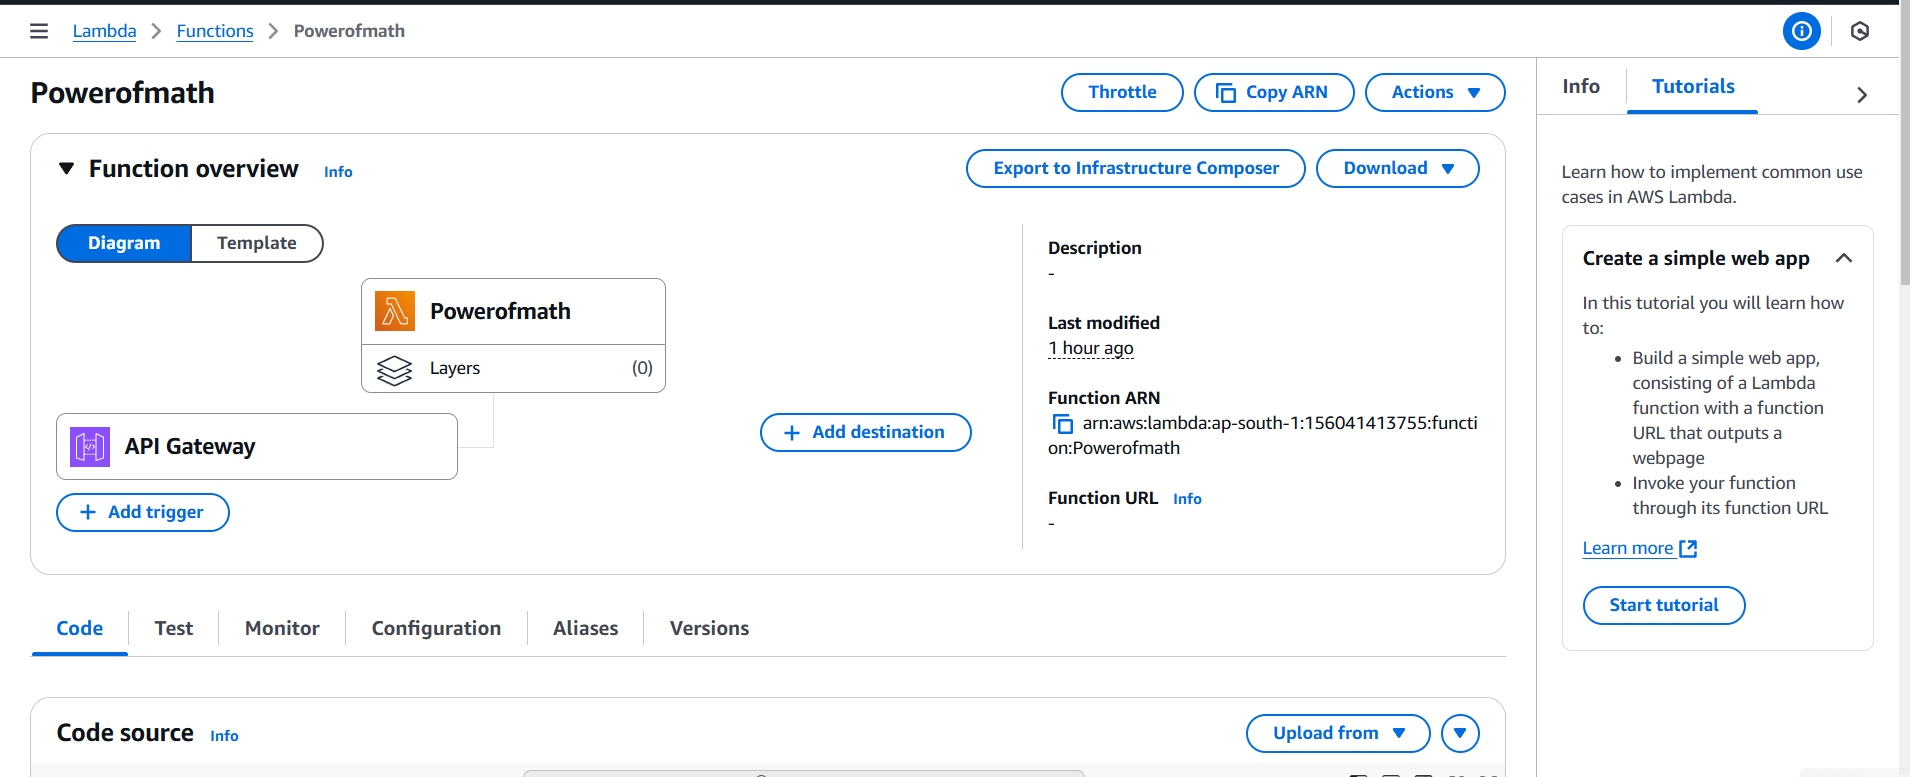 Lambda > Functions > Powerofmath
Powerofmath
Throttle
Copy ARN
Actions
Function overview Info
Export to Infrastructure Composer
Download
Diagram
Template
Powerofmath
Layers (0)
API Gateway
+ Add trigger
+ Add destination
Description
-
Last modified
1 hour ago
Function ARN
arn:aws:lambda:ap-south-1:156041413755:functi
on:Powerofmath
Function URL Info
-
Code
Test
Monitor
Configuration
Aliases
Versions
Code source Info
Upload from
Info
Tutorials
Learn how to implement common use
cases in AWS Lambda.
Create a simple web app
In this tutorial you will learn how
to:
• Build a simple web app,
consisting of a Lambda
function with a function
URL that outputs a
webpage
• Invoke your function
through its function URL
Learn more
Start tutorial